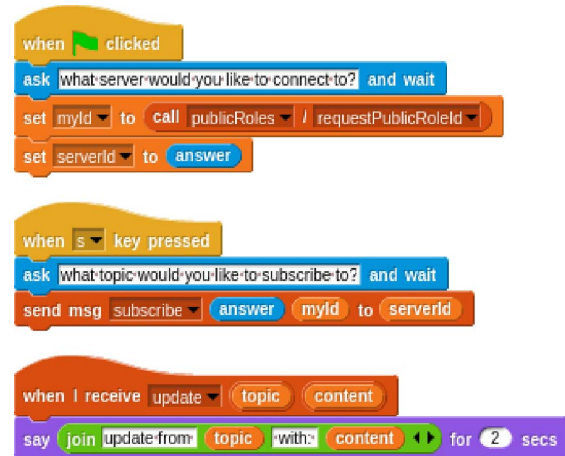 when clicked
ask what server would you like to connect to? and wait
set myId to call publicRoles / requestPublicRoleId
set serverId to answer
when s key pressed
ask what topic would you like to subscribe to? and wait
send msg subscribe answer myId to serverId
when I receive update topic content
say join update from topic with: content for 2 secs